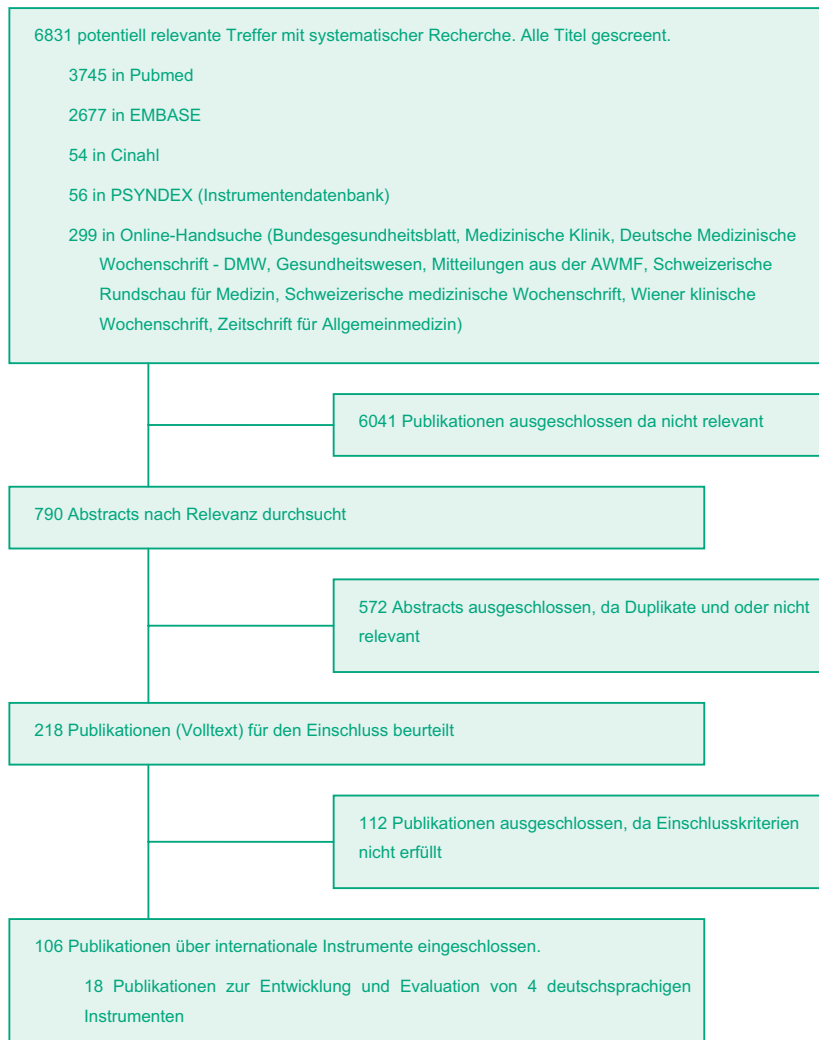 6831 potentiell relevante Treffer mit systematischer Recherche. Alle Titel gescreent.
3745 in Pubmed
2677 in EMBASE
54 in Cinahl
56 in PSYNDEX (Instrumentendatenbank)
299 in Online-Handsuche (Bundesgesundheitsblatt, Medizinische Klinik, Deutsche Medizinische
Wochenschrift - DMW, Gesundheitswesen, Mitteilungen aus der AWMF, Schweizerische
Rundschau für Medizin, Schweizerische medizinische Wochenschrift, Wiener klinische
Wochenschrift, Zeitschrift für Allgemeinmedizin)
6041 Publikationen ausgeschlossen da nicht relevant
790 Abstracts nach Relevanz durchsucht
572 Abstracts ausgeschlossen, da Duplikate und oder nicht
relevant
218 Publikationen (Volltext) für den Einschluss beurteilt
112 Publikationen ausgeschlossen, da Einschlusskriterien
nicht erfüllt
106 Publikationen über internationale Instrumente eingeschlossen.
18 Publikationen zur Entwicklung und Evaluation von 4 deutschsprachigen
Instrumenten